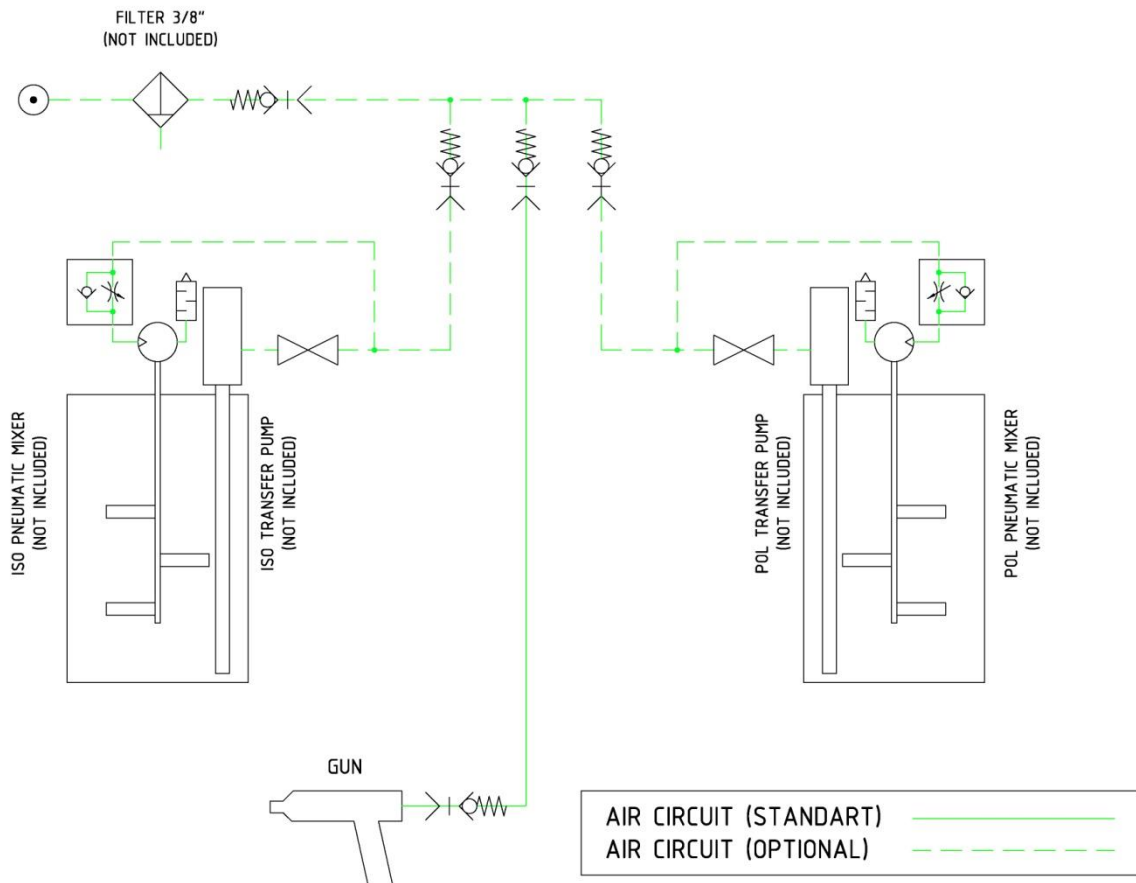 FILTER 3/8"
(NOT INCLUDED)
ISO PNEUMATIC MIXER
(NOT INCLUDED)
ISO TRANSFER PUMP
(NOT INCLUDED)
POL TRANSFER PUMP
(NOT INCLUDED)
POL PNEUMATIC MIXER
(NOT INCLUDED)
GUN
AIR CIRCUIT (STANDART)
AIR CIRCUIT (OPTIONAL)